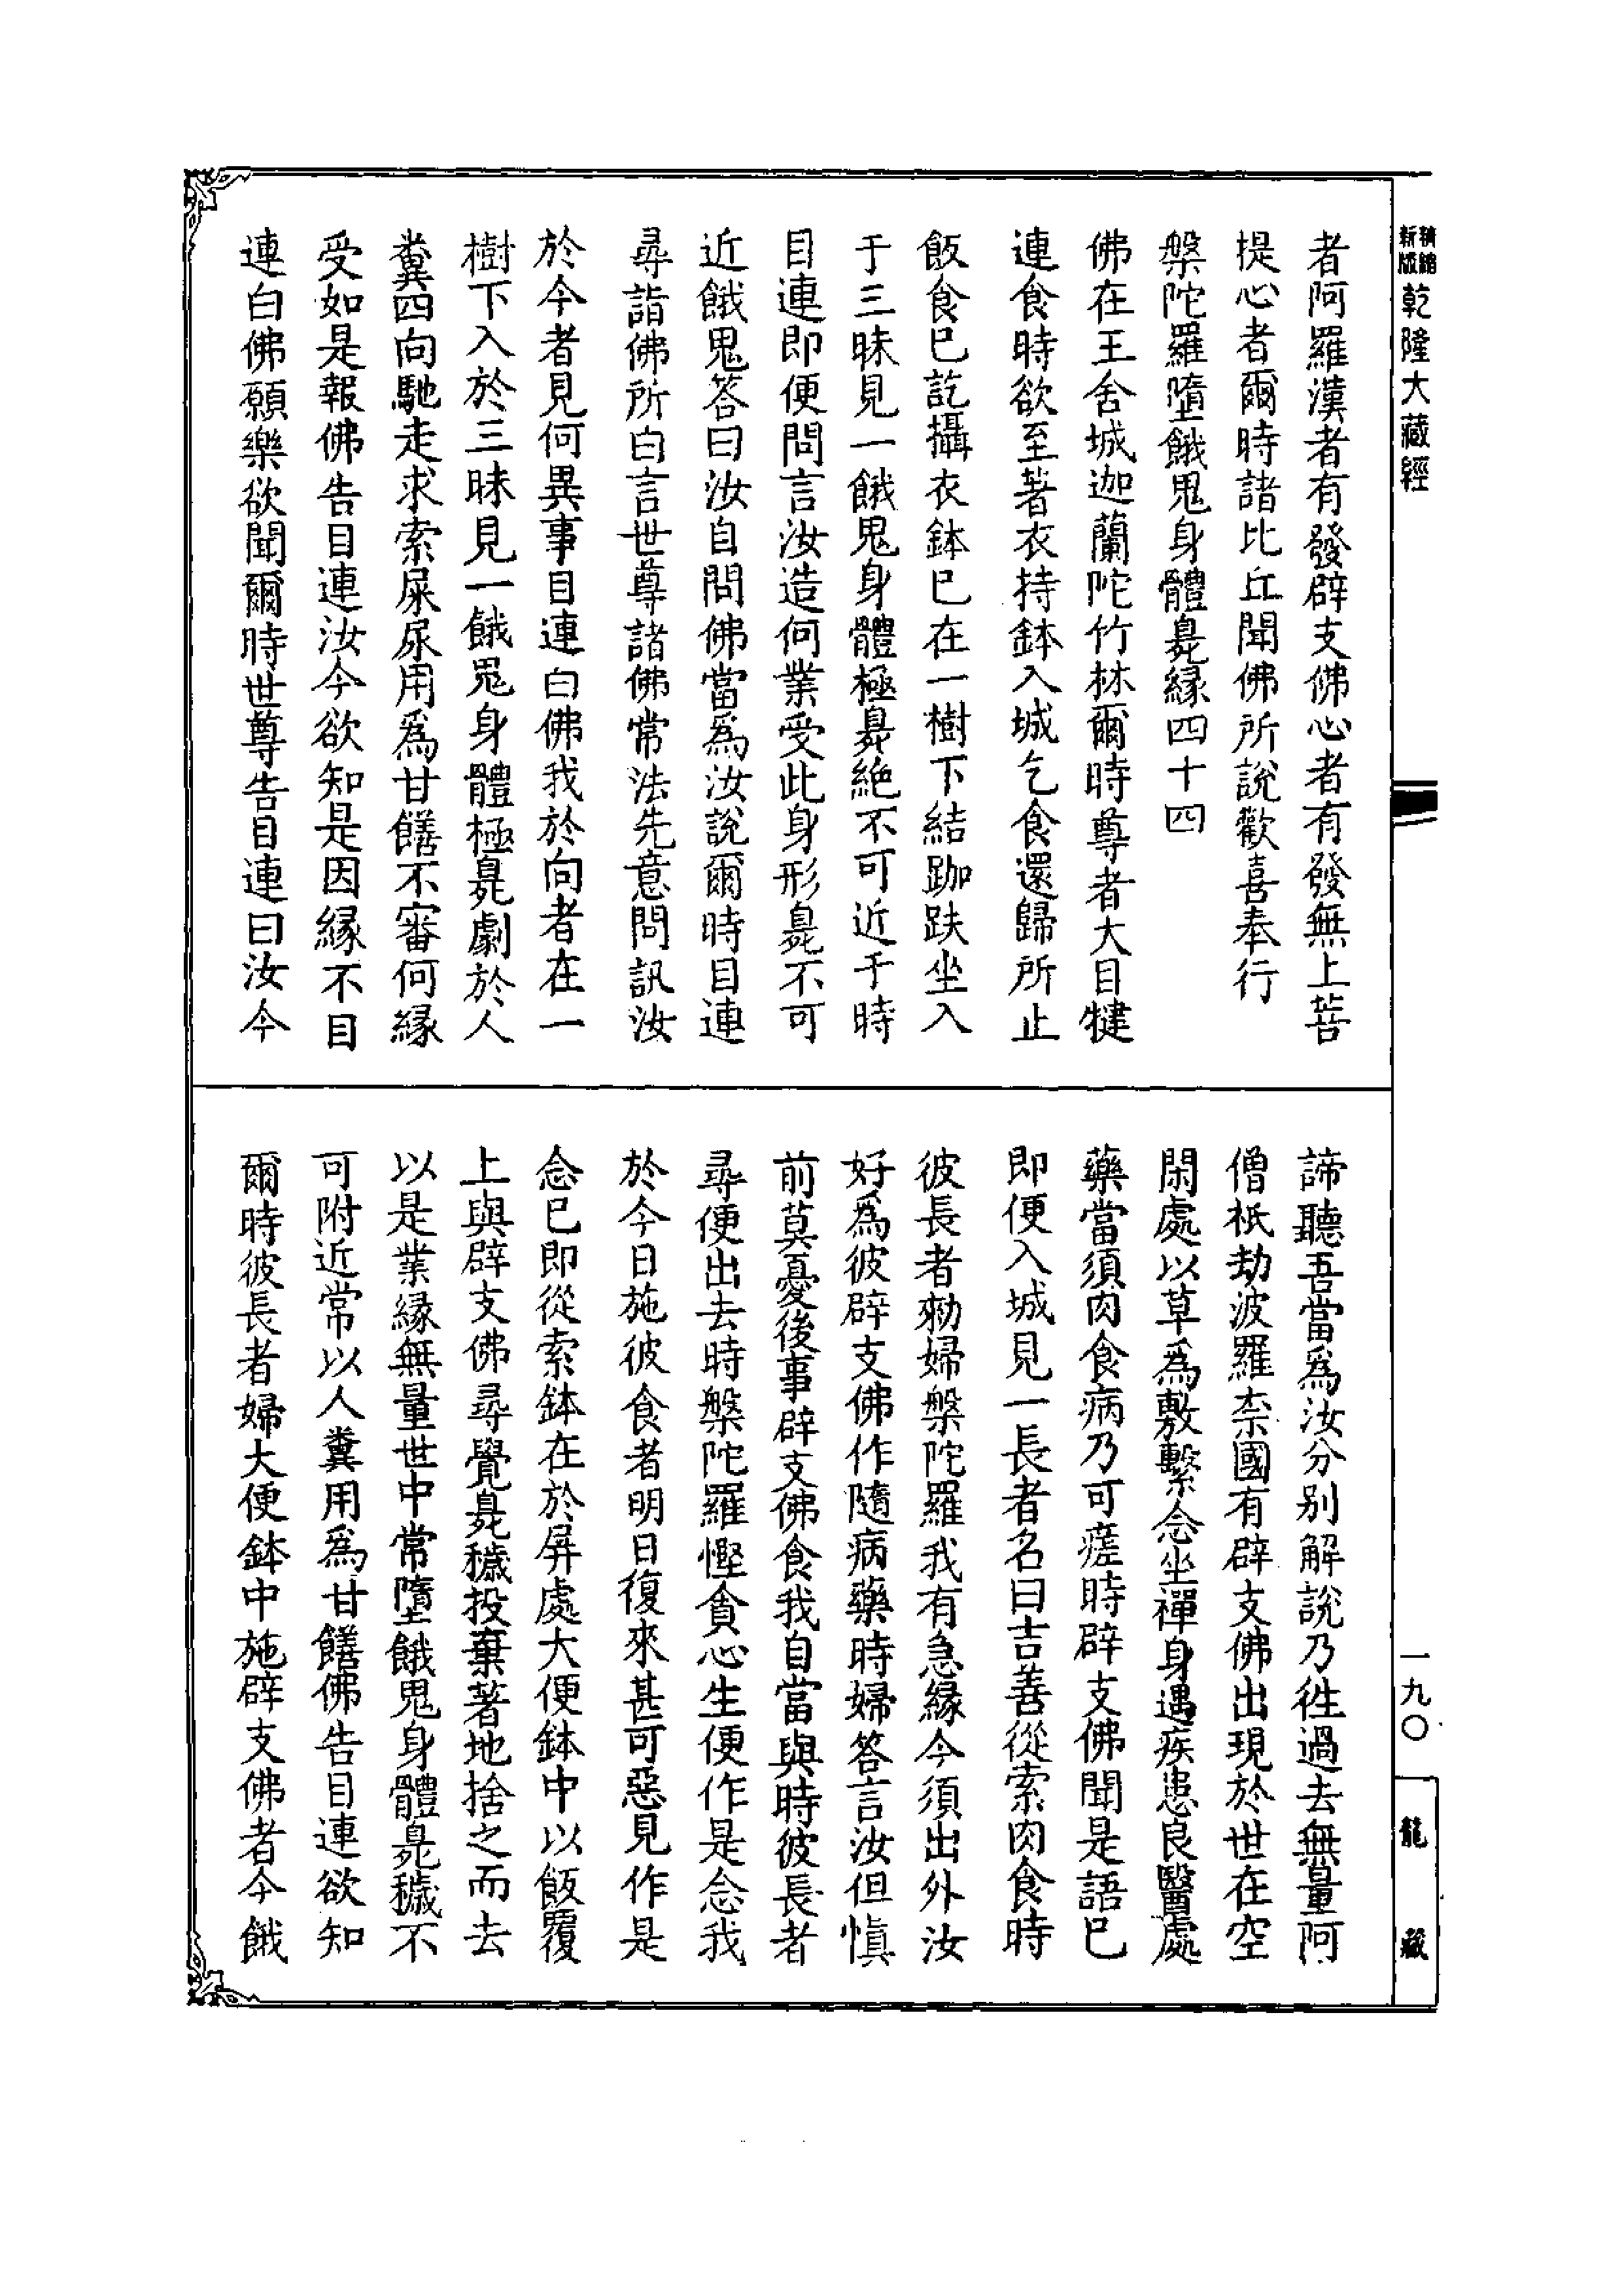 新版精縮乾隆大藏經
者阿羅漢者有發辟支佛心者有發無上菩
提心者爾時諸比丘聞佛所說歡喜奉行
槃陀羅墮餓鬼身體臭緣四十四
佛在王舍城迦蘭陀竹林爾時尊者大目犍
連食時欲至著衣持鉢入城乞食還歸所止
飯食已訖攝衣鉢已在一樹下結跏趺坐入
于三昧見一餓鬼身體極臭絕不可近于時
目連即便問言汝造何業受此身形臭不可
近餓鬼答曰汝自問佛當為汝說爾時目連
尋詣佛所白言世尊諸佛常法先意問訊汝
於今者見何異事目連白佛我於向者在一
樹下入於三昧見一餓鬼身體極臭劇於人
糞四向馳走求索屎尿用為甘饍不審何緣
受如是報佛告目連汝今欲知是因緣不目
連白佛願樂欲聞爾時世尊告目連曰汝今
諦聽吾當為汝分別解說乃徃過去無量阿
僧祇劫波羅柰國有辟支佛出現於世在空
閑處以草為敷繫念坐禪身遇疾患良醫處
藥當須肉食病乃可瘥時辟支佛聞是語已
即便入城見一長者名曰吉善從索肉食時
彼長者勑婦槃陀羅我有急緣今須出外汝
好為彼辟支佛作隨病藥時婦答言汝但慎
前莫憂後事辟支佛食我自當與時彼長者
尋便出去時槃陀羅慳貪心生便作是念我
於今日施彼食者明日復來甚可惡見作是
念已即從索鉢在於屏處大便鉢中以飯覆
上與辟支佛尋覺臭穢投棄著地捨之而去
以是業緣無量世中常墮餓鬼身體臭穢不
可附近常以人糞用為甘饍佛告目連欲知
爾時彼長者婦大便鉢中施辟支佛者今餓
一九〇
龍藏